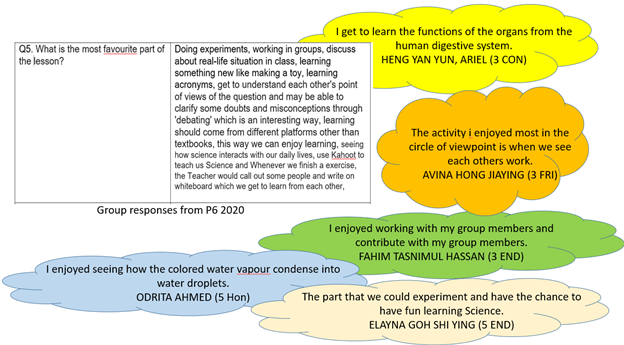 Q5. What is the most favourite part of
the lesson?
Doing experiments, working in groups, discuss
about real-life situation in class, learning
something new like making a toy, learning
acronyms, get to understand each other's point
of views of the question and may be able to
clarify some doubts and misconceptions through
'debating' which is an interesting way, learning
should come from different platforms other than
textbooks, this way we can enjoy learning, seeing
how science interacts with our daily lives, use Kahoot to
teach us Science and Whenever we finish a exercise,
the Teacher would call out some people and write on
whiteboard which we get to learn from each other,
Group responses from P6 2020
I get to learn the functions of the organs from the
human digestive system.
HENG YAN YUN, ARIEL (3 CON)
The activity i enjoyed most in the
circle of viewpoint is when we see
each others work.
AVINA HONG JIAYING (3 FRI)
I enjoyed working with my group members and
contribute with my group members.
FAHIM TASNIMUL HASSAN (3 END)
I enjoyed seeing how the colored water vapour condense into
water droplets.
ODRITA AHMED (5 Hon)
The part that we could experiment and have the chance to
have fun learning Science.
ELAYNA GOH SHI YING (5 END)